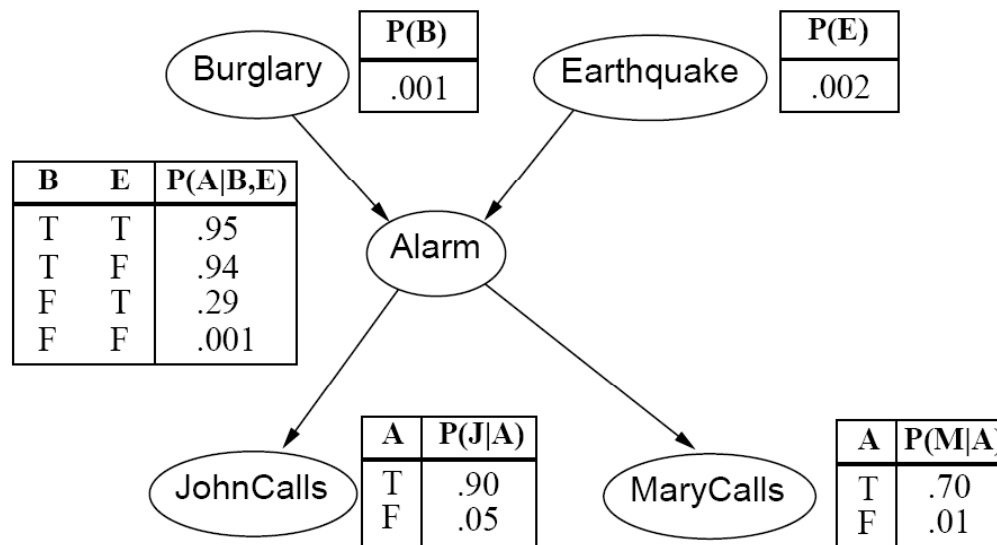 Burglary
P(B)
.001
Earthquake
P(E)
.002
B E P(A|B,E)
T T .95
T F .94
F T .29
F F .001
Alarm
JohnCalls
A P(J|A)
T .90
F .05
MaryCalls
A P(M|A)
T .70
F .01